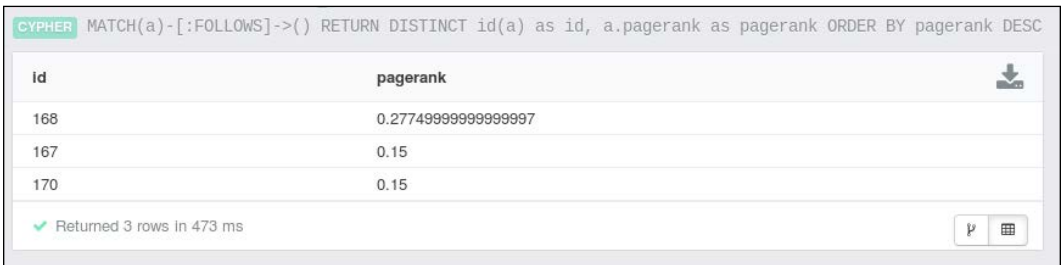 CYPHER MATCH(a)-[:FOLLOWS]->() RETURN DISTINCT id(a) as id, a.pagerank as pagerank ORDER BY pagerank DESC
id pagerank
168 0.27749999999999997
167 0.15
170 0.15
Returned 3 rows in 473 ms